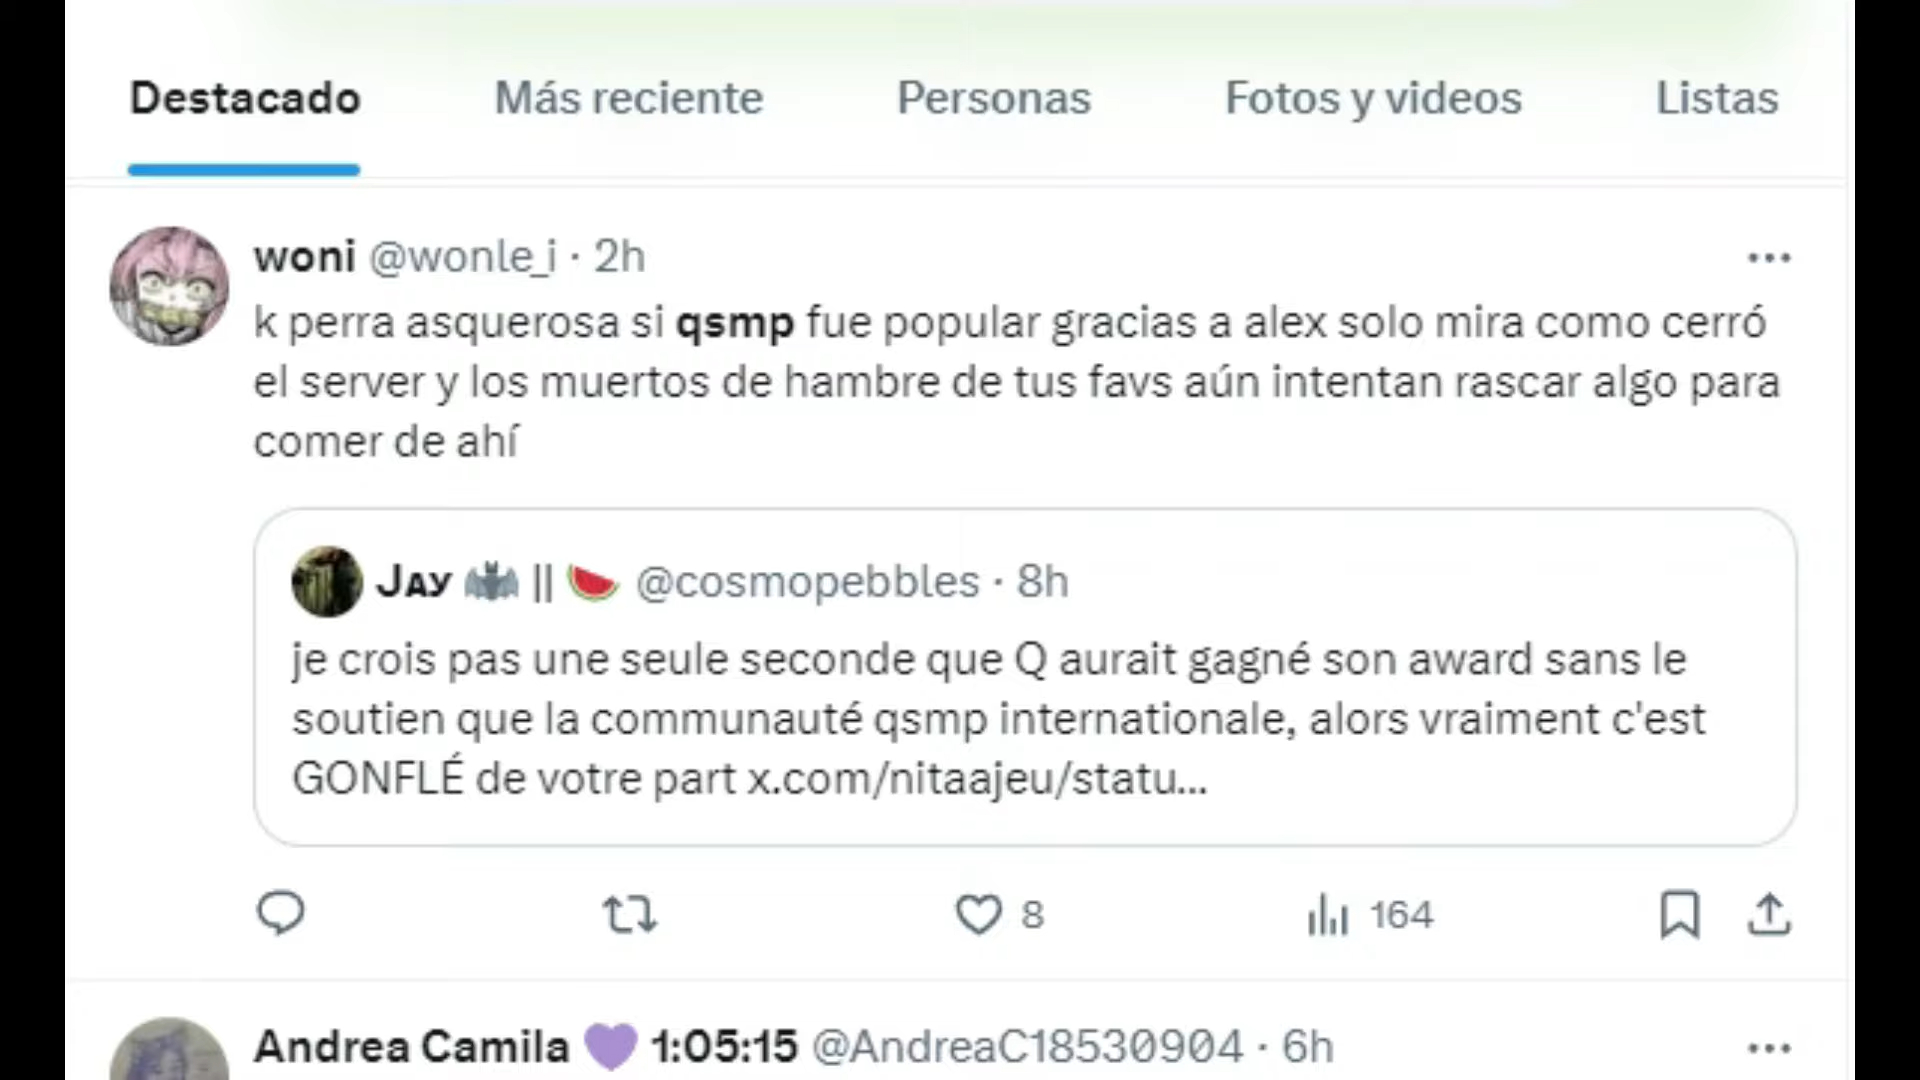 Destacado Más reciente Personas Fotos y videos Listas
woni @wonle_i · 2h
k perra asquerosa si qsmp fue popular gracias a alex solo mira como cerró
el server y los muertos de hambre de tus favs aún intentan rascar algo para
comer de ahí
Jay 🦇 || 🍉 @cosmopebbles · 8h
je crois pas une seule seconde que Q aurait gagné son award sans le
soutien que la communauté qsmp internationale, alors vraiment c'est
GONFLÉ de votre part x.com/nitaajeu/statu...
8 164
Andrea Camila 💜 1:05:15 @AndreaC18530904 · 6h